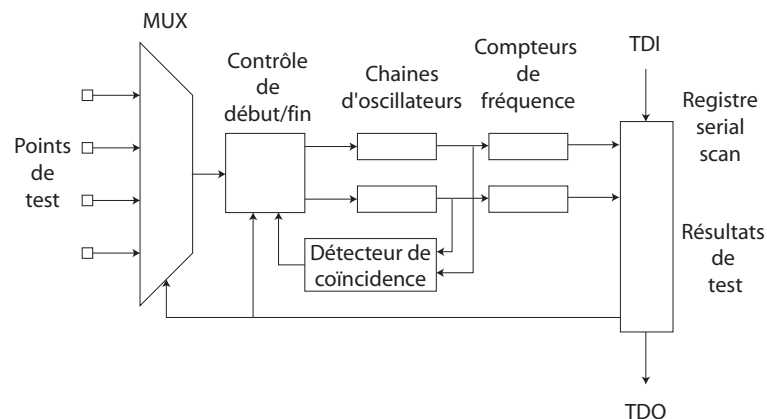 MUX
Points
de
test
Contrôle
de
début/fin
Chaines
d'oscillateurs
Compteurs
de
fréquence
TDI
Registre
serial
scan
Détecteur de
coïncidence
Résultats
de
test
TDO